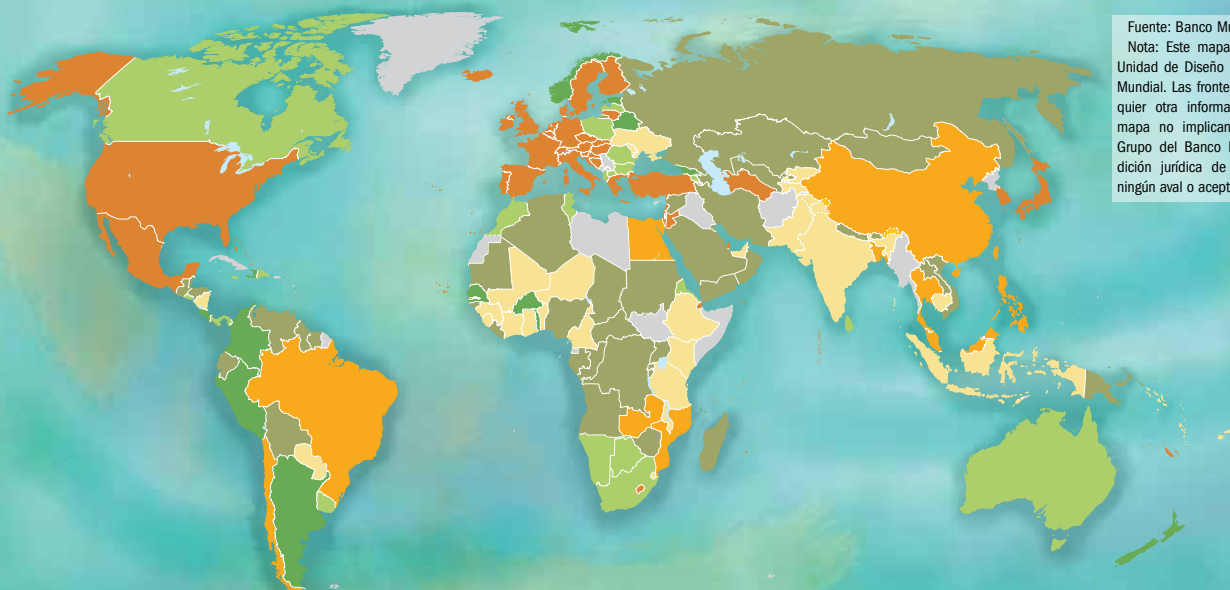 Fuente: Banco Mu
Nota: Este mapa
Unidad de Diseño
Mundial. Las fronte
quier otra informa
mapa no implican
Grupo del Banco
dición jurídica de
ningún aval o acept